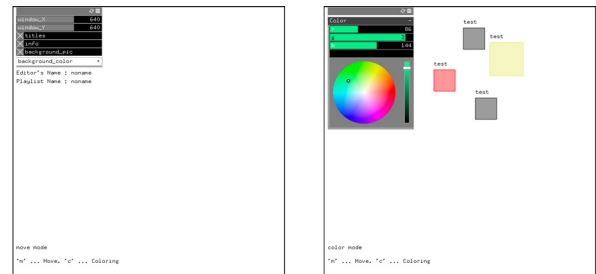 window_X 640
window_Y 640
titles
info
background_pic
background_color
Editor's Name : noname
Playlist Name : noname
move mode
"m" ... Move, "c" ... Coloring
Color
r 86
g
b 144
test
test
test
test
color mode
"m" ... Move, "c" ... Coloring